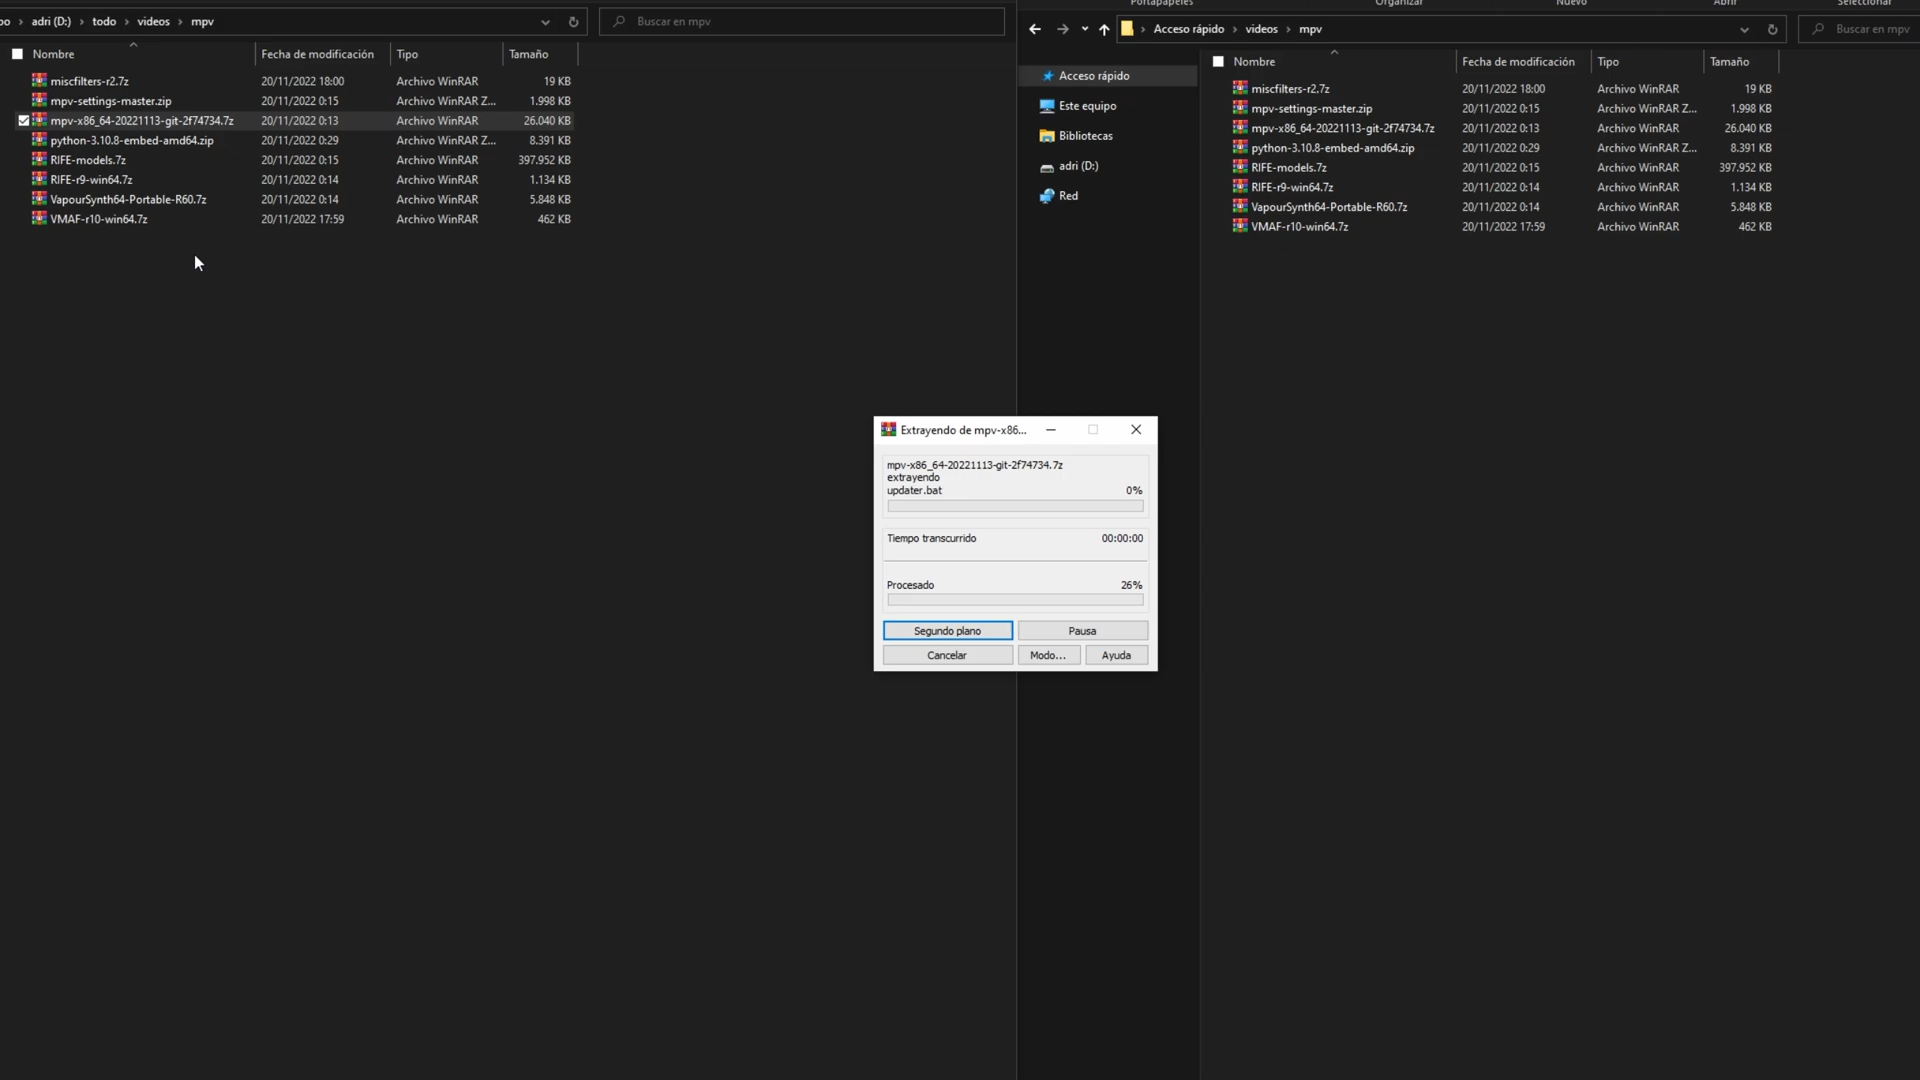 po › adri (D:) › todo › videos › mpv
Buscar en mpv
Nombre Fecha de modificación Tipo Tamaño
miscfilters-r2.7z 20/11/2022 18:00 Archivo WinRAR 19 KB
mpv-settings-master.zip 20/11/2022 0:15 Archivo WinRAR Z... 1.998 KB
mpv-x86_64-20221113-git-2f74734.7z 20/11/2022 0:13 Archivo WinRAR 26.040 KB
python-3.10.8-embed-amd64.zip 20/11/2022 0:29 Archivo WinRAR Z... 8.391 KB
RIFE-models.7z 20/11/2022 0:15 Archivo WinRAR 397.952 KB
RIFE-r9-win64.7z 20/11/2022 0:14 Archivo WinRAR 1.134 KB
VapourSynth64-Portable-R60.7z 20/11/2022 0:14 Archivo WinRAR 5.848 KB
VMAF-r10-win64.7z 20/11/2022 17:59 Archivo WinRAR 462 KB
Portapapeles Organizar Nuevo Abrir Seleccionar
› Acceso rápido › videos › mpv
Buscar en mpv
Acceso rápido
Este equipo
Bibliotecas
adri (D:)
Red
Nombre Fecha de modificación Tipo Tamaño
miscfilters-r2.7z 20/11/2022 18:00 Archivo WinRAR 19 KB
mpv-settings-master.zip 20/11/2022 0:15 Archivo WinRAR Z... 1.998 KB
mpv-x86_64-20221113-git-2f74734.7z 20/11/2022 0:13 Archivo WinRAR 26.040 KB
python-3.10.8-embed-amd64.zip 20/11/2022 0:29 Archivo WinRAR Z... 8.391 KB
RIFE-models.7z 20/11/2022 0:15 Archivo WinRAR 397.952 KB
RIFE-r9-win64.7z 20/11/2022 0:14 Archivo WinRAR 1.134 KB
VapourSynth64-Portable-R60.7z 20/11/2022 0:14 Archivo WinRAR 5.848 KB
VMAF-r10-win64.7z 20/11/2022 17:59 Archivo WinRAR 462 KB
Extrayendo de mpv-x86...
mpv-x86_64-20221113-git-2f74734.7z
extrayendo
updater.bat 0%
Tiempo transcurrido 00:00:00
Procesado 26%
Segundo plano Pausa
Cancelar Modo... Ayuda